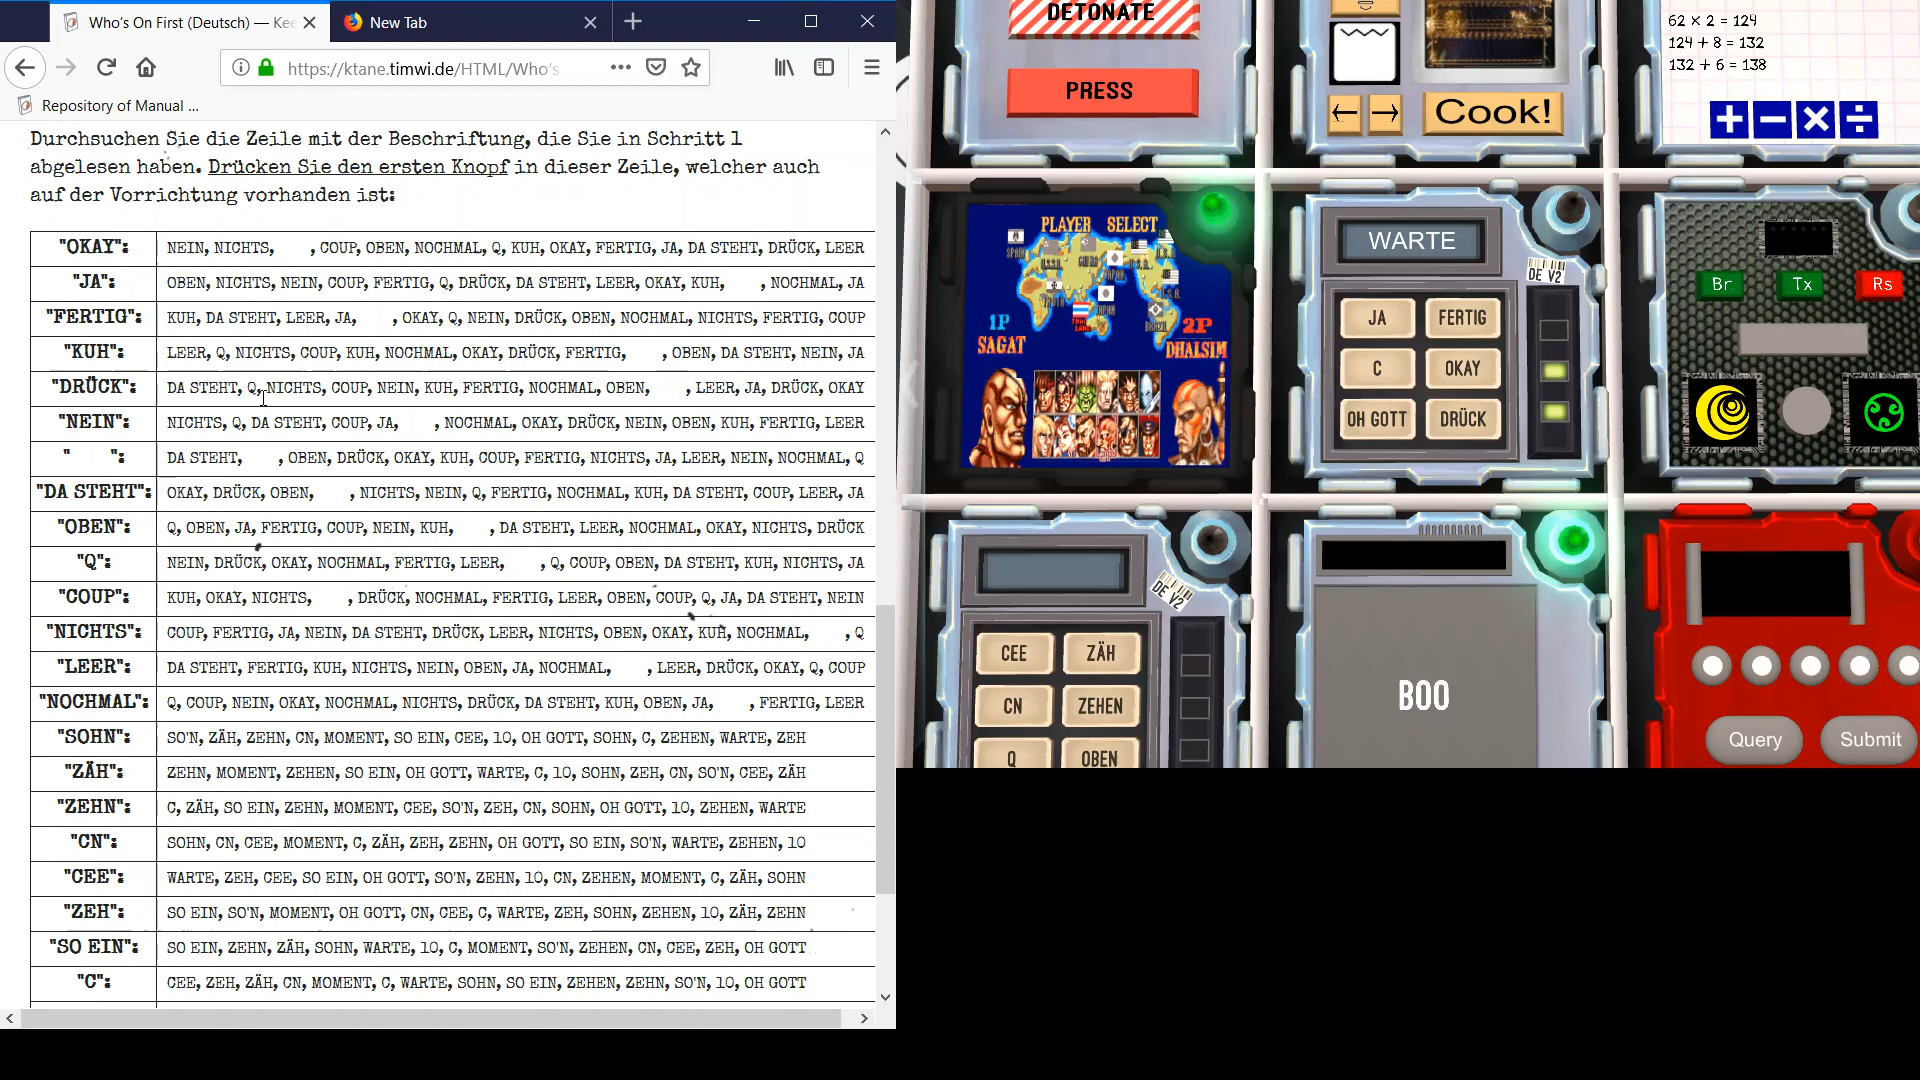 Who's On First (Deutsch) — Kee
New Tab
https://ktane.timwi.de/HTML/Who's
Repository of Manual ...
Durchsuchen Sie die Zeile mit der Beschriftung, die Sie in Schritt 1
abgelesen haben. Drücken Sie den ersten Knopf in dieser Zeile, welcher auch
auf der Vorrichtung vorhanden ist:
"OKAY": NEIN, NICHTS, , COUP, OBEN, NOCHMAL, Q, KUH, OKAY, FERTIG, JA, DA STEHT, DRÜCK, LEER
"JA": OBEN, NICHTS, NEIN, COUP, FERTIG, Q, DRÜCK, DA STEHT, LEER, OKAY, KUH, , NOCHMAL, JA
"FERTIG": KUH, DA STEHT, LEER, JA, , OKAY, Q, NEIN, DRÜCK, OBEN, NOCHMAL, NICHTS, FERTIG, COUP
"KUH": LEER, Q, NICHTS, COUP, KUH, NOCHMAL, OKAY, DRÜCK, FERTIG, , OBEN, DA STEHT, NEIN, JA
"DRÜCK": DA STEHT, Q, NICHTS, COUP, NEIN, KUH, FERTIG, NOCHMAL, OBEN, , LEER, JA, DRÜCK, OKAY
"NEIN": NICHTS, Q, DA STEHT, COUP, JA, , NOCHMAL, OKAY, DRÜCK, NEIN, OBEN, KUH, FERTIG, LEER
" ": DA STEHT, , OBEN, DRÜCK, OKAY, KUH, COUP, FERTIG, NICHTS, JA, LEER, NEIN, NOCHMAL, Q
"DA STEHT": OKAY, DRÜCK, OBEN, , NICHTS, NEIN, Q, FERTIG, NOCHMAL, KUH, DA STEHT, COUP, LEER, JA
"OBEN": Q, OBEN, JA, FERTIG, COUP, NEIN, KUH, , DA STEHT, LEER, NOCHMAL, OKAY, NICHTS, DRÜCK
"Q": NEIN, DRÜCK, OKAY, NOCHMAL, FERTIG, LEER, , Q, COUP, OBEN, DA STEHT, KUH, NICHTS, JA
"COUP": KUH, OKAY, NICHTS, , DRÜCK, NOCHMAL, FERTIG, LEER, OBEN, COUP, Q, JA, DA STEHT, NEIN
"NICHTS": COUP, FERTIG, JA, NEIN, DA STEHT, DRÜCK, LEER, NICHTS, OBEN, OKAY, KUH, NOCHMAL, , Q
"LEER": DA STEHT, FERTIG, KUH, NICHTS, NEIN, OBEN, JA, NOCHMAL, , LEER, DRÜCK, OKAY, Q, COUP
"NOCHMAL": Q, COUP, NEIN, OKAY, NOCHMAL, NICHTS, DRÜCK, DA STEHT, KUH, OBEN, JA, , FERTIG, LEER
"SOHN": SO'N, ZÄH, ZEHN, CN, MOMENT, SO EIN, CEE, 10, OH GOTT, SOHN, C, ZEHEN, WARTE, ZEH
"ZÄH": ZEHN, MOMENT, ZEHEN, SO EIN, OH GOTT, WARTE, C, 10, SOHN, ZEH, CN, SO'N, CEE, ZÄH
"ZEHN": C, ZÄH, SO EIN, ZEHN, MOMENT, CEE, SO'N, ZEH, CN, SOHN, OH GOTT, 10, ZEHEN, WARTE
"CN": SOHN, CN, CEE, MOMENT, C, ZÄH, ZEH, ZEHN, OH GOTT, SO EIN, SO'N, WARTE, ZEHEN, 10
"CEE": WARTE, ZEH, CEE, SO EIN, OH GOTT, SO'N, ZEHN, 10, CN, ZEHEN, MOMENT, C, ZÄH, SOHN
"ZEH": SO EIN, SO'N, MOMENT, OH GOTT, CN, CEE, C, WARTE, ZEH, SOHN, ZEHEN, 10, ZÄH, ZEHN
"SO EIN": SO EIN, ZEHN, ZÄH, SOHN, WARTE, 10, C, MOMENT, SO'N, ZEHEN, CN, CEE, ZEH, OH GOTT
"C": CEE, ZEH, ZÄH, CN, MOMENT, C, WARTE, SOHN, SO EIN, ZEHEN, ZEHN, SO'N, 10, OH GOTT
DETONATE
PRESS
Cook!
62 × 2 = 124
124 + 8 = 132
132 + 6 = 138
+ − × ÷
PLAYER SELECT
1P
SAGAT
2P
DHALSIM
WARTE
DE V2
JA FERTIG
C OKAY
OH GOTT DRÜCK
Br Tx Rs
DE V2
CEE ZÄH
CN ZEHEN
Q OBEN
BOO
Query Submit